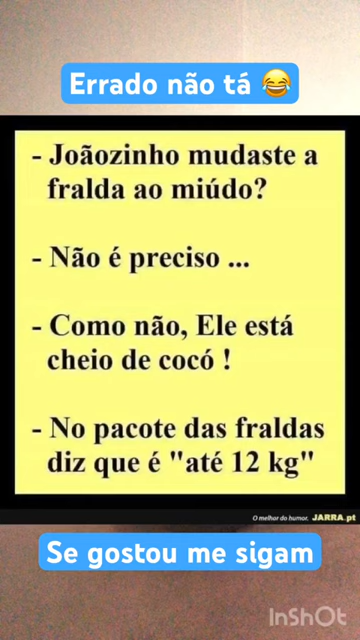 Errado não tá 😂
- Joãozinho mudaste a
fralda ao miúdo?
- Não é preciso ...
- Como não, Ele está
cheio de cocó !
- No pacote das fraldas
diz que é "até 12 kg"
O melhor do humor. JARRA.pt
Se gostou me sigam
InShOt